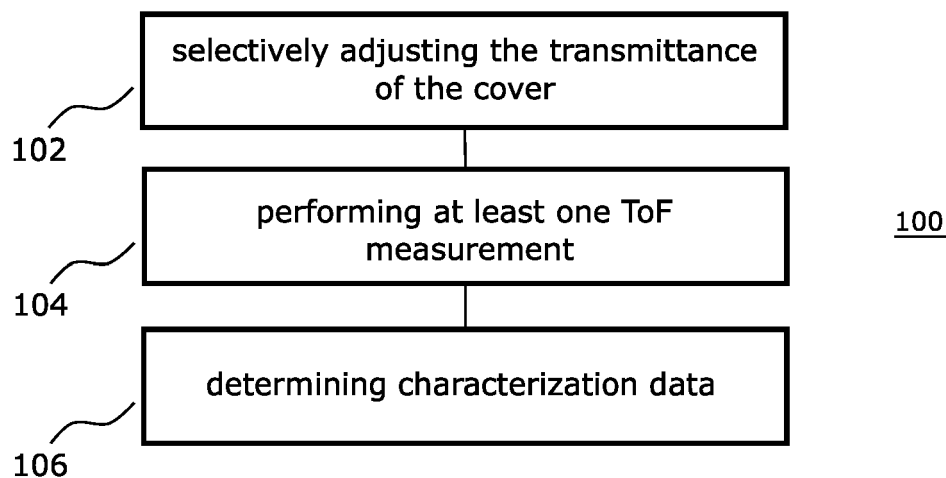 selectively adjusting the transmittance
of the cover
102
performing at least one ToF
measurement
100
104
determining characterization data
106